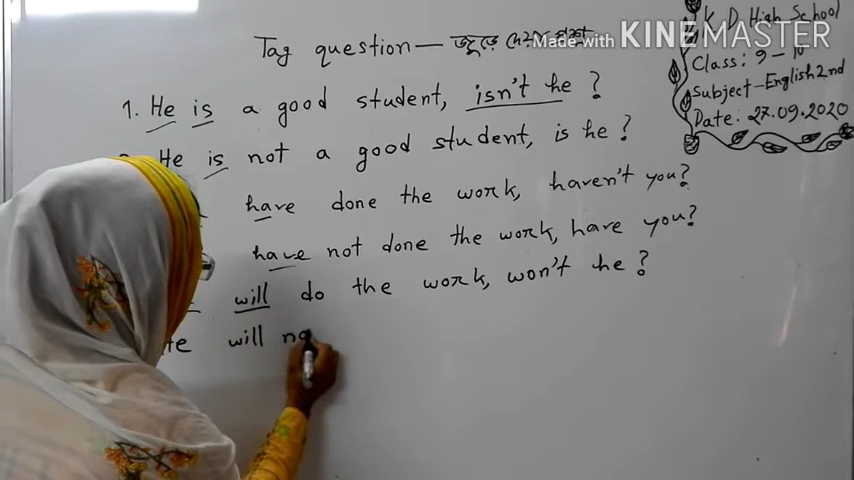 Tag question— জুড়ে দেওয়া প্রশ্ন
Made with KINEMASTER
K D High School
Class: 9-10
Subject-English 2nd
Date: 27.09.2020
1. He is a good student, isn't he?
He is not a good student, is he?
have done the work, haven't you?
have not done the work, have you?
will do the work, won't he?
He will no